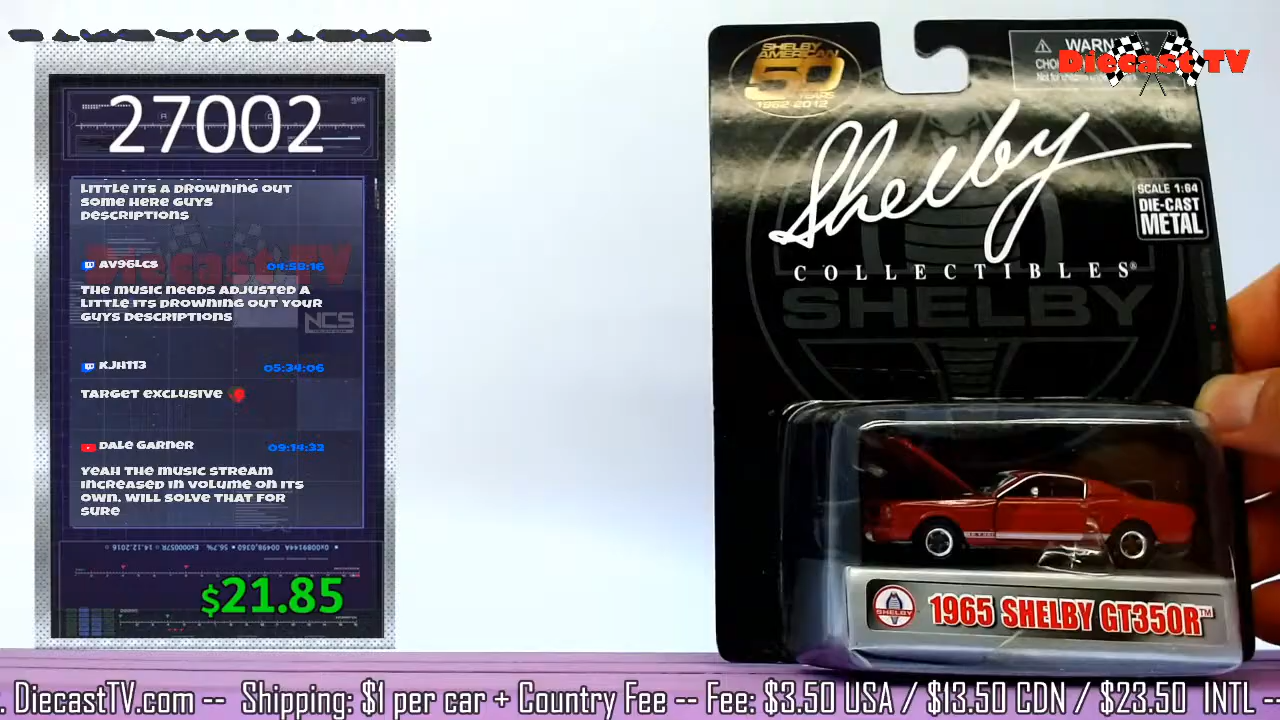 27002
LITTLE ITS A DROWNING OUT
SOME HERE GUYS
DESCRIPTIONS
04:58:16
THE MUSIC NEEDS ADJUSTED A
LITTLE ITS DROWNING OUT YOUR
GUYS DESCRIPTIONS
NCS
KJH113
05:34:06
TARGET EXCLUSIVE
DALE GARNER
09:14:32
YEAH THE MUSIC STREAM
INCREASED IN VOLUME ON ITS
OWN. WILL SOLVE THAT FOR
SURE
$21.85
SHELBY
AMERICAN
50
YEARS
1962-2012
Diecast TV
Shelby
COLLECTIBLES®
SHELBY
SCALE 1:64
DIE-CAST
METAL
SHELBY
1965 SHELBY GT350R™
DiecastTV.com -- Shipping: $1 per car + Country Fee -- Fee: $3.50 USA / $13.50 CDN / $23.50 INTL --